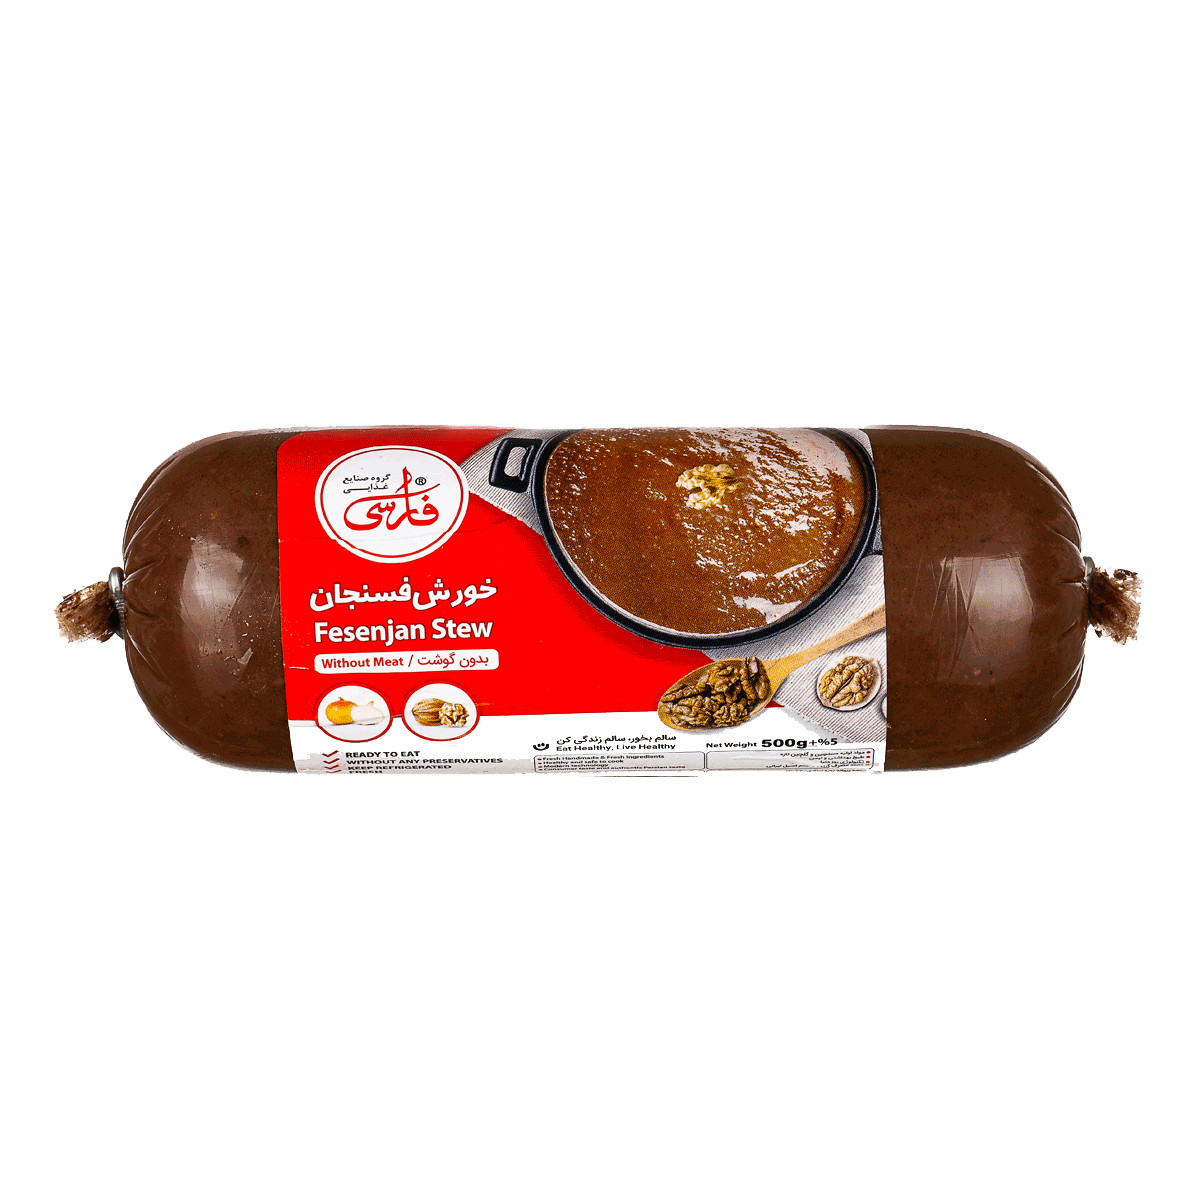 گروه صنایع
غذایی
فارسی®
خورش فسنجان
Fesenjan Stew
Without Meat / بدون گوشت
READY TO EAT
WITHOUT ANY PRESERVATIVES
KEEP REFRIGERATED
FRESH
سالم بخور، سالم زندگی کن
Eat Healthy, Live Healthy
Fresh Handmade & Fresh Ingredients
Healthy and safe to cook
Modern technology
Net Weight 500g+%5